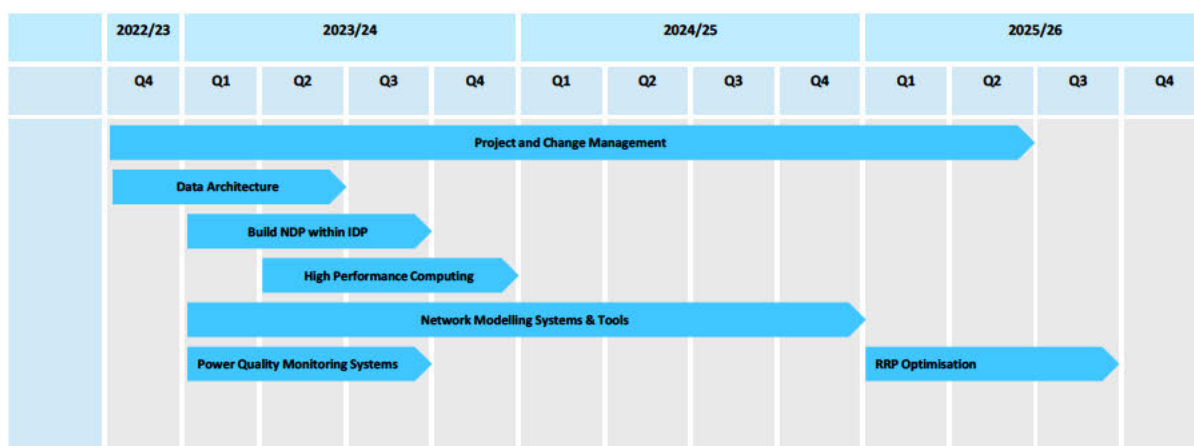 2022/23 2023/24 2024/25 2025/26
Q4 Q1 Q2 Q3 Q4 Q1 Q2 Q3 Q4 Q1 Q2 Q3 Q4
Project and Change Management
Data Architecture
Build NDP within IDP
High Performance Computing
Network Modelling Systems & Tools
Power Quality Monitoring Systems RRP Optimisation